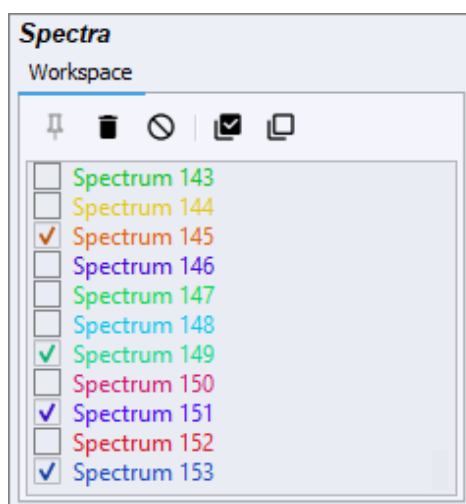 Spectra
Workspace
Spectrum 143
Spectrum 144
Spectrum 145
Spectrum 146
Spectrum 147
Spectrum 148
Spectrum 149
Spectrum 150
Spectrum 151
Spectrum 152
Spectrum 153